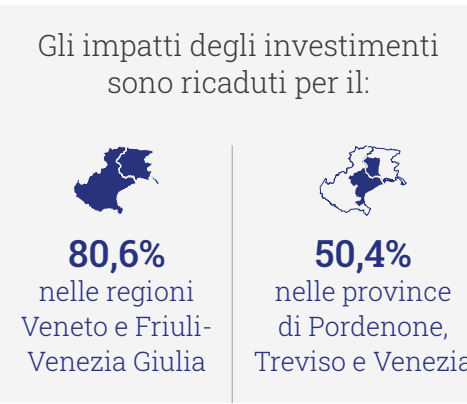 Gli impatti degli investimenti
sono ricaduti per il:
80,6%
nelle regioni
Veneto e Friuli-
Venezia Giulia
50,4%
nelle province
di Pordenone,
Treviso e Venezia